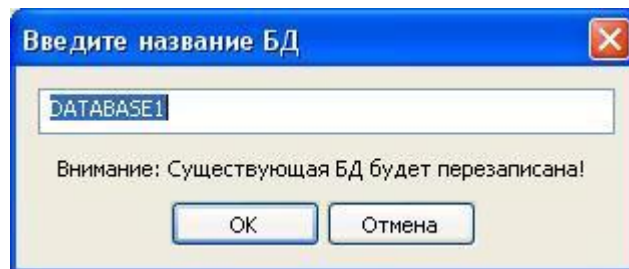 Введите название БД
DATABASE1
Внимание: Существующая БД будет перезаписана!
OK
Отмена